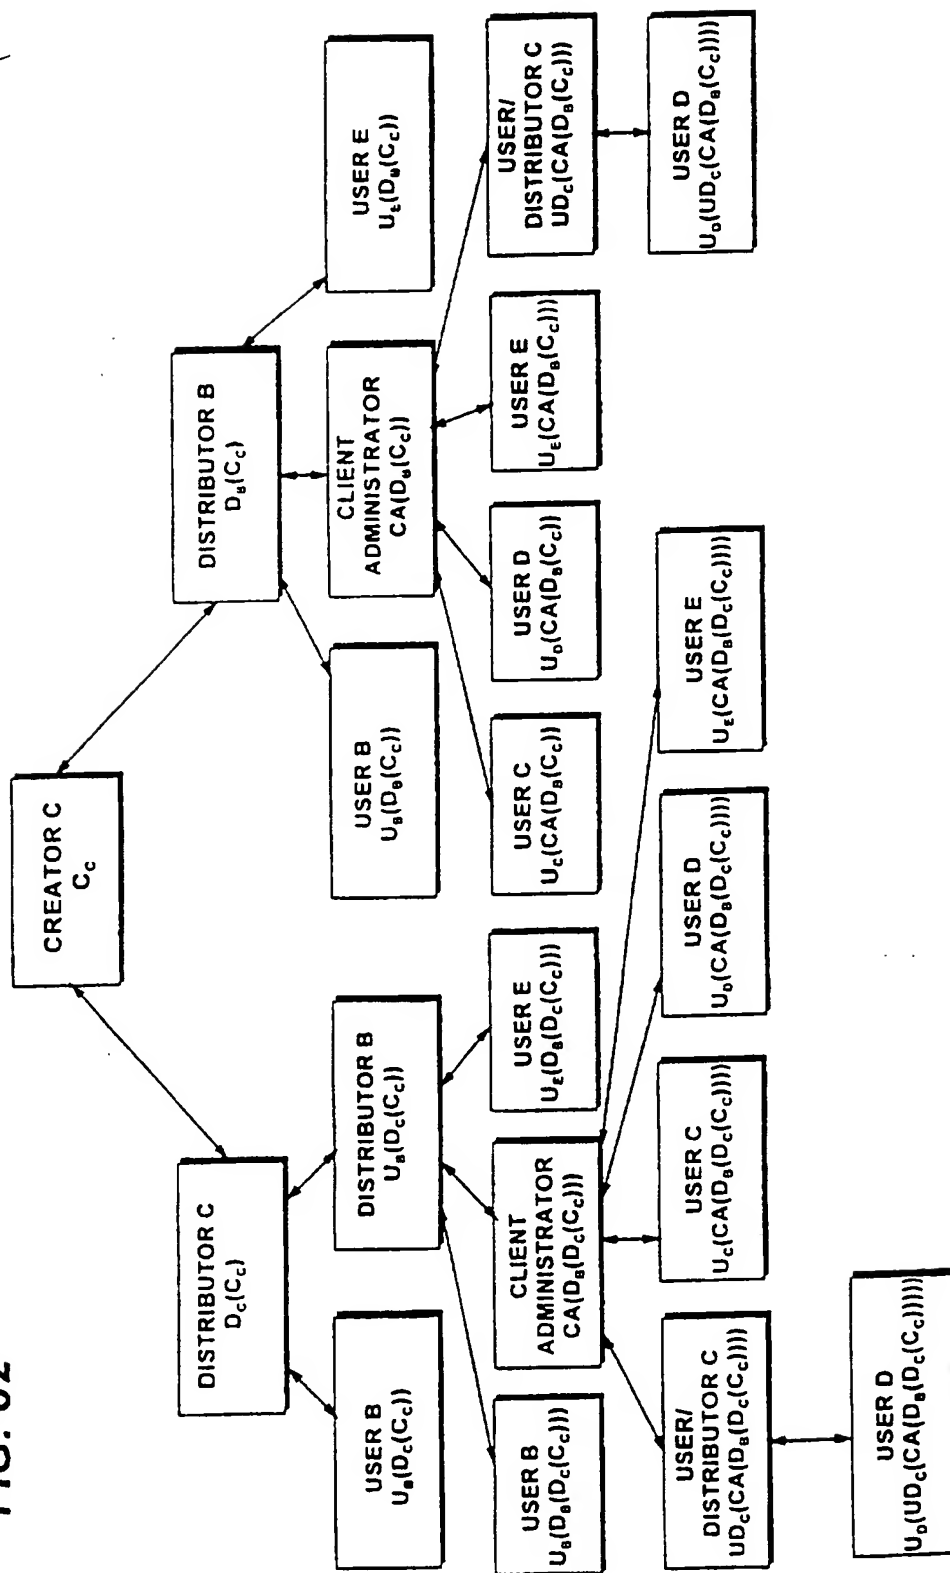 FIG. 82
CREATOR C
C_C
DISTRIBUTOR C
D_C(C_C)
DISTRIBUTOR B
D_B(C_C)
USER B
U_B(D_C(C_C))
DISTRIBUTOR B
U_B(D_C(C_C))
USER B
U_B(D_B(C_C))
CLIENT
ADMINISTRATOR
CA(D_B(C_C))
USER E
U_E(D_B(C_C))
USER B
U_B(D_B(D_C(C_C)))
CLIENT
ADMINISTRATOR
CA(D_B(D_C(C_C)))
USER E
U_E(D_B(D_C(C_C)))
USER C
U_C(CA(D_B(C_C)))
USER D
U_D(CA(D_B(C_C)))
USER E
U_E(CA(D_B(C_C)))
USER/
DISTRIBUTOR C
UD_C(CA(D_B(C_C)))
USER/
DISTRIBUTOR C
UD_C(CA(D_B(D_C(C_C))))
USER C
U_C(CA(D_B(D_C(C_C))))
USER D
U_D(CA(D_B(D_C(C_C))))
USER E
U_E(CA(D_B(D_C(C_C))))
USER D
U_D(UD_C(CA(D_B(C_C))))
USER D
U_D(UD_C(CA(D_B(D_C(C_C)))))